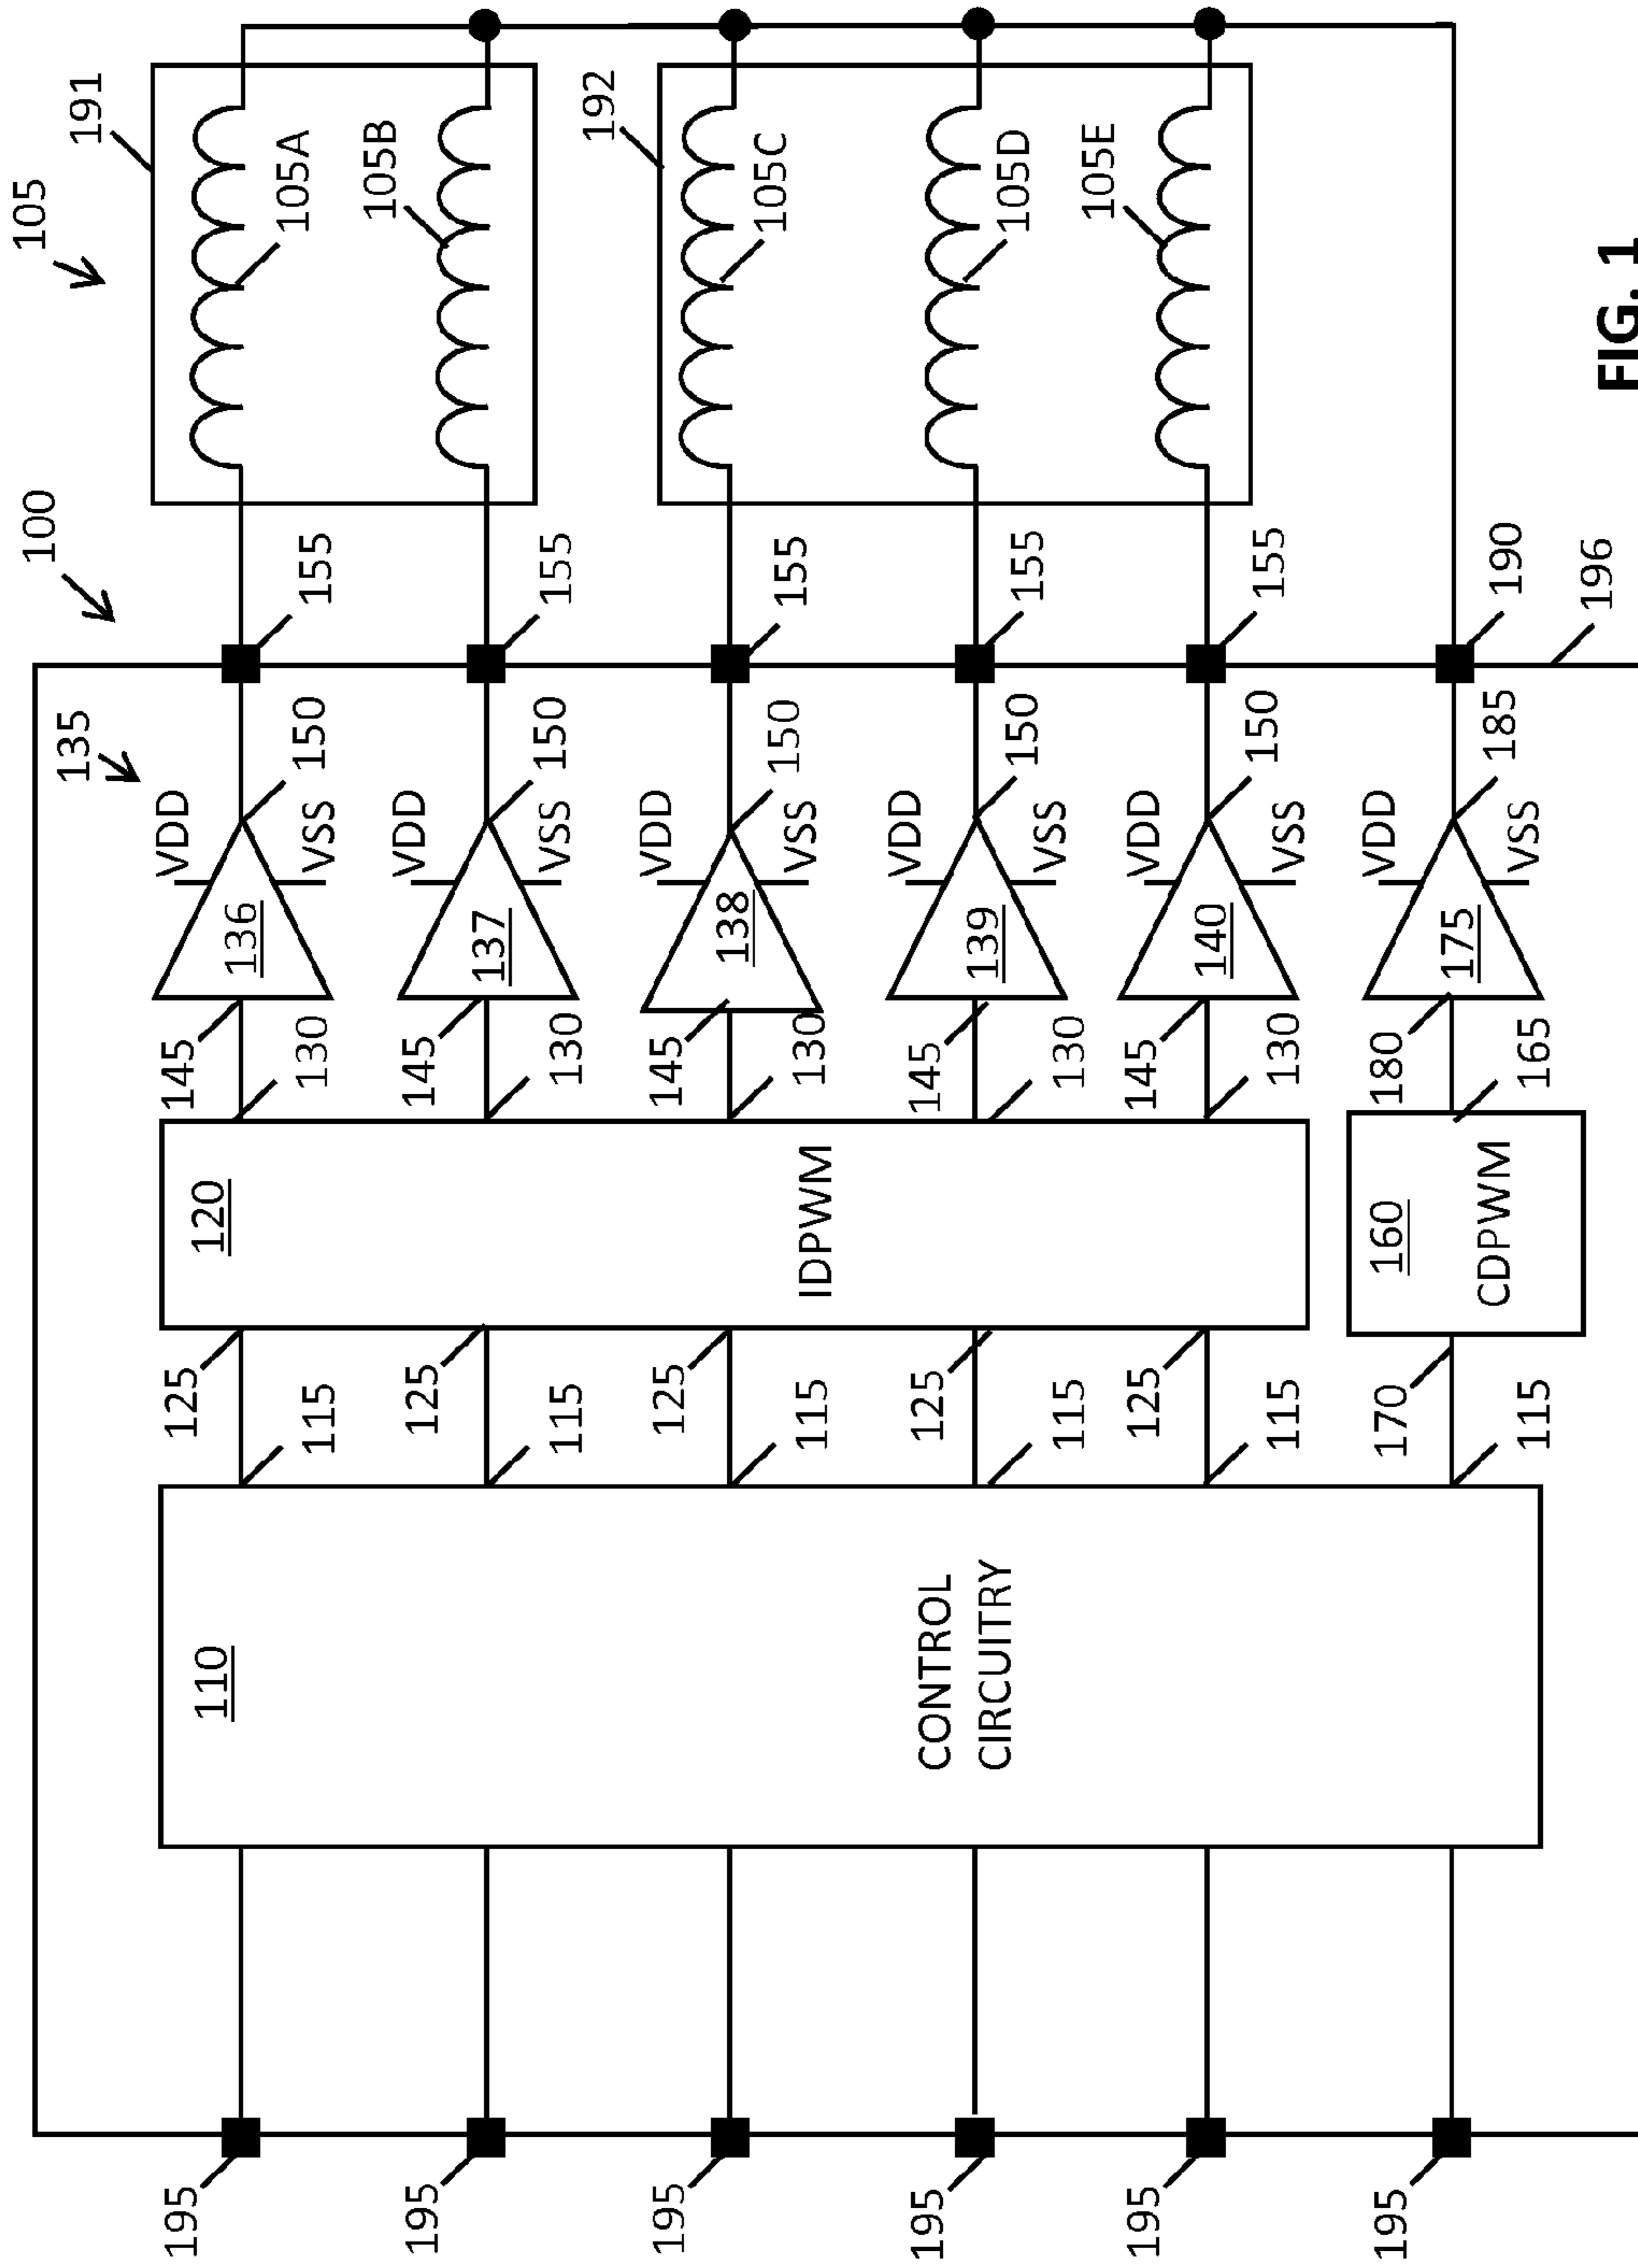 100 105
135 191
195 125 145 VDD
110 120 136
115 130 VSS 150 155 105A
105B
195 125 145 VDD
137
115 130 VSS 150 155
192
195 125 145 VDD
138
115 130 VSS 150 155 105C
IDPWM
195 125 145 VDD
CONTROL
CIRCUITRY
139
105D
115 130 VSS 150 155
105E
195 125 145 VDD
140
115 130 VSS 150 155
195 170 160 180 VDD
175
CDPWM
115 165 VSS 185 190
196
FIG. 1